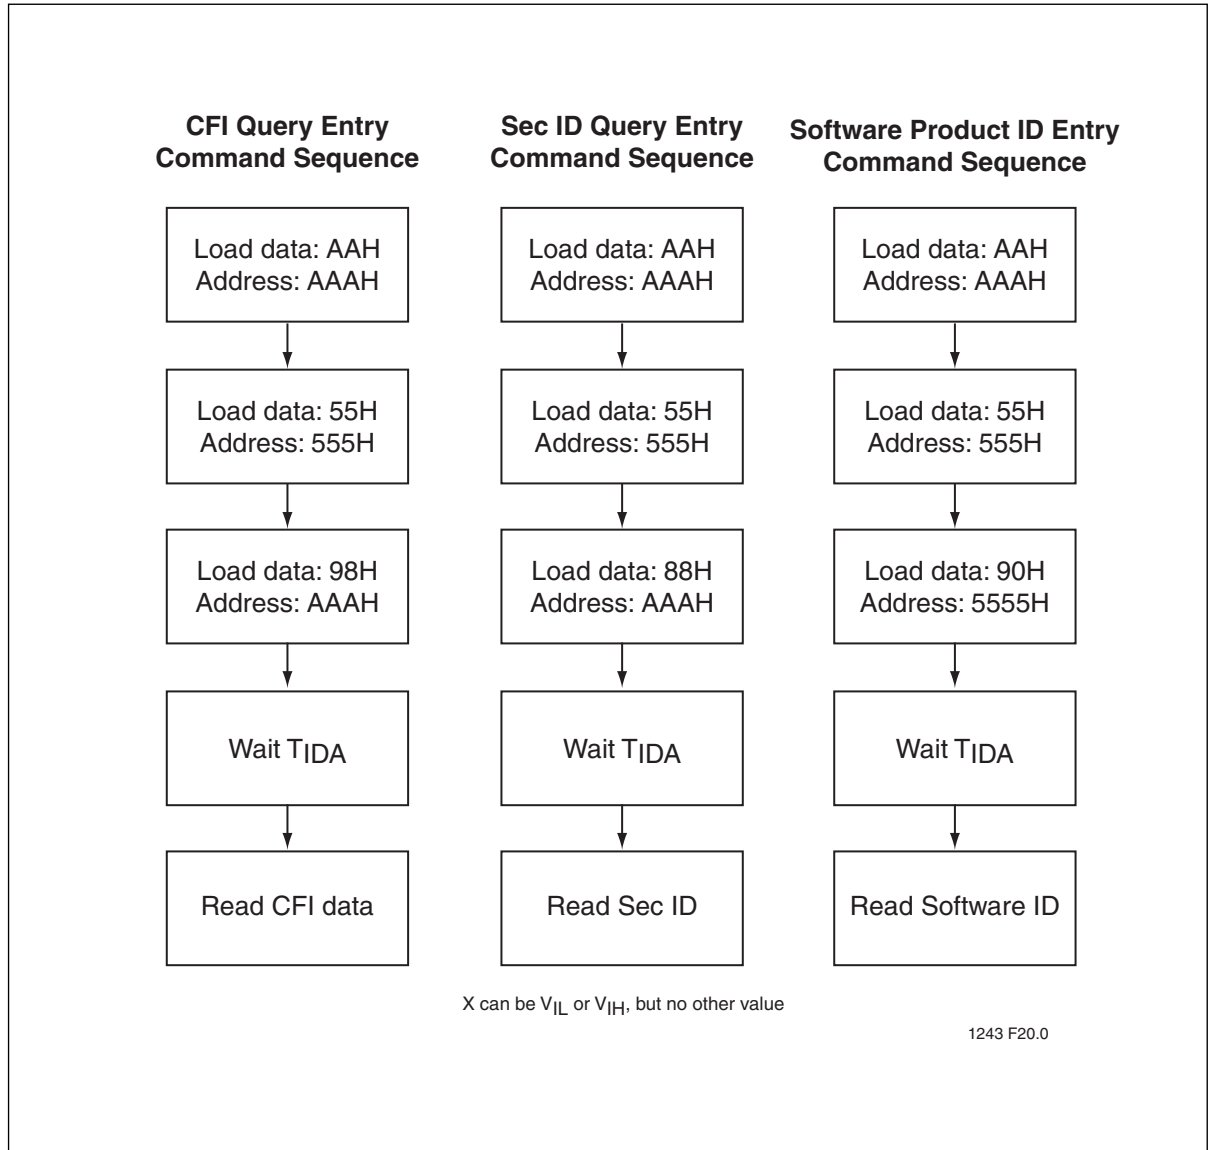 CFI Query Entry
Command Sequence
Load data: AAH
Address: AAAH
Load data: 55H
Address: 555H
Load data: 98H
Address: AAAH
Wait TIDA
Read CFI data
Sec ID Query Entry
Command Sequence
Load data: AAH
Address: AAAH
Load data: 55H
Address: 555H
Load data: 88H
Address: AAAH
Wait TIDA
Read Sec ID
Software Product ID Entry
Command Sequence
Load data: AAH
Address: AAAH
Load data: 55H
Address: 555H
Load data: 90H
Address: 5555H
Wait TIDA
Read Software ID
X can be VIL or VIH, but no other value
1243 F20.0